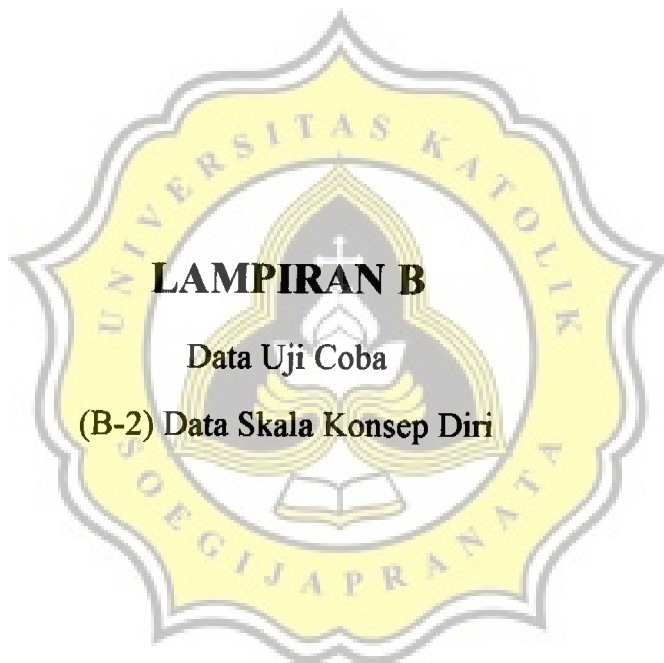 UNIVERSITAS KATOLIK
LAMPIRAN B
Data Uji Coba
(B-2) Data Skala Konsep Diri
SOEGIJAPRANATA